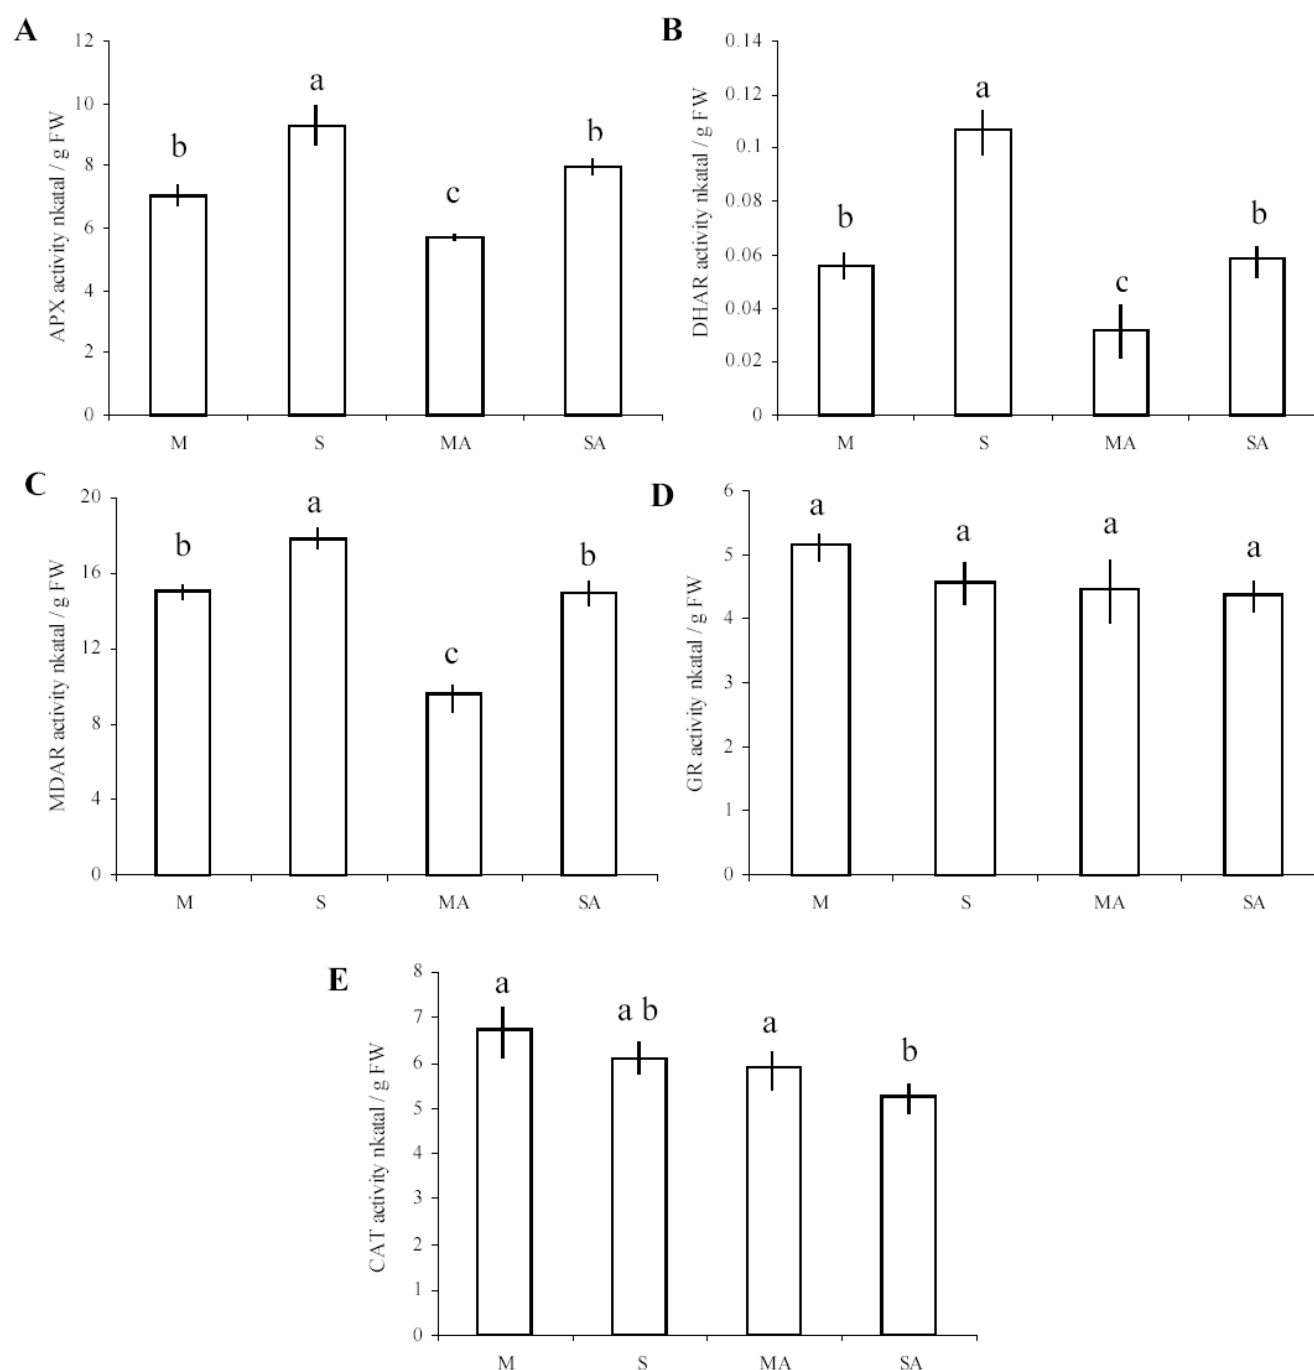 A
APX activity nkatal / g FW
12
10
8
6
4
2
0
b
a
c
b
M
S
MA
SA
B
DHAR activity nkatal / g FW
0.14
0.12
0.1
0.08
0.06
0.04
0.02
0
b
a
c
b
M
S
MA
SA
C
MDAR activity nkatal / g FW
20
16
12
8
4
0
b
a
c
b
M
S
MA
SA
D
GR activity nkatal / g FW
6
5
4
3
2
1
0
a
a
a
a
M
S
MA
SA
E
CAT activity nkatal / g FW
8
7
6
5
4
3
2
1
0
a
a b
a
b
M
S
MA
SA